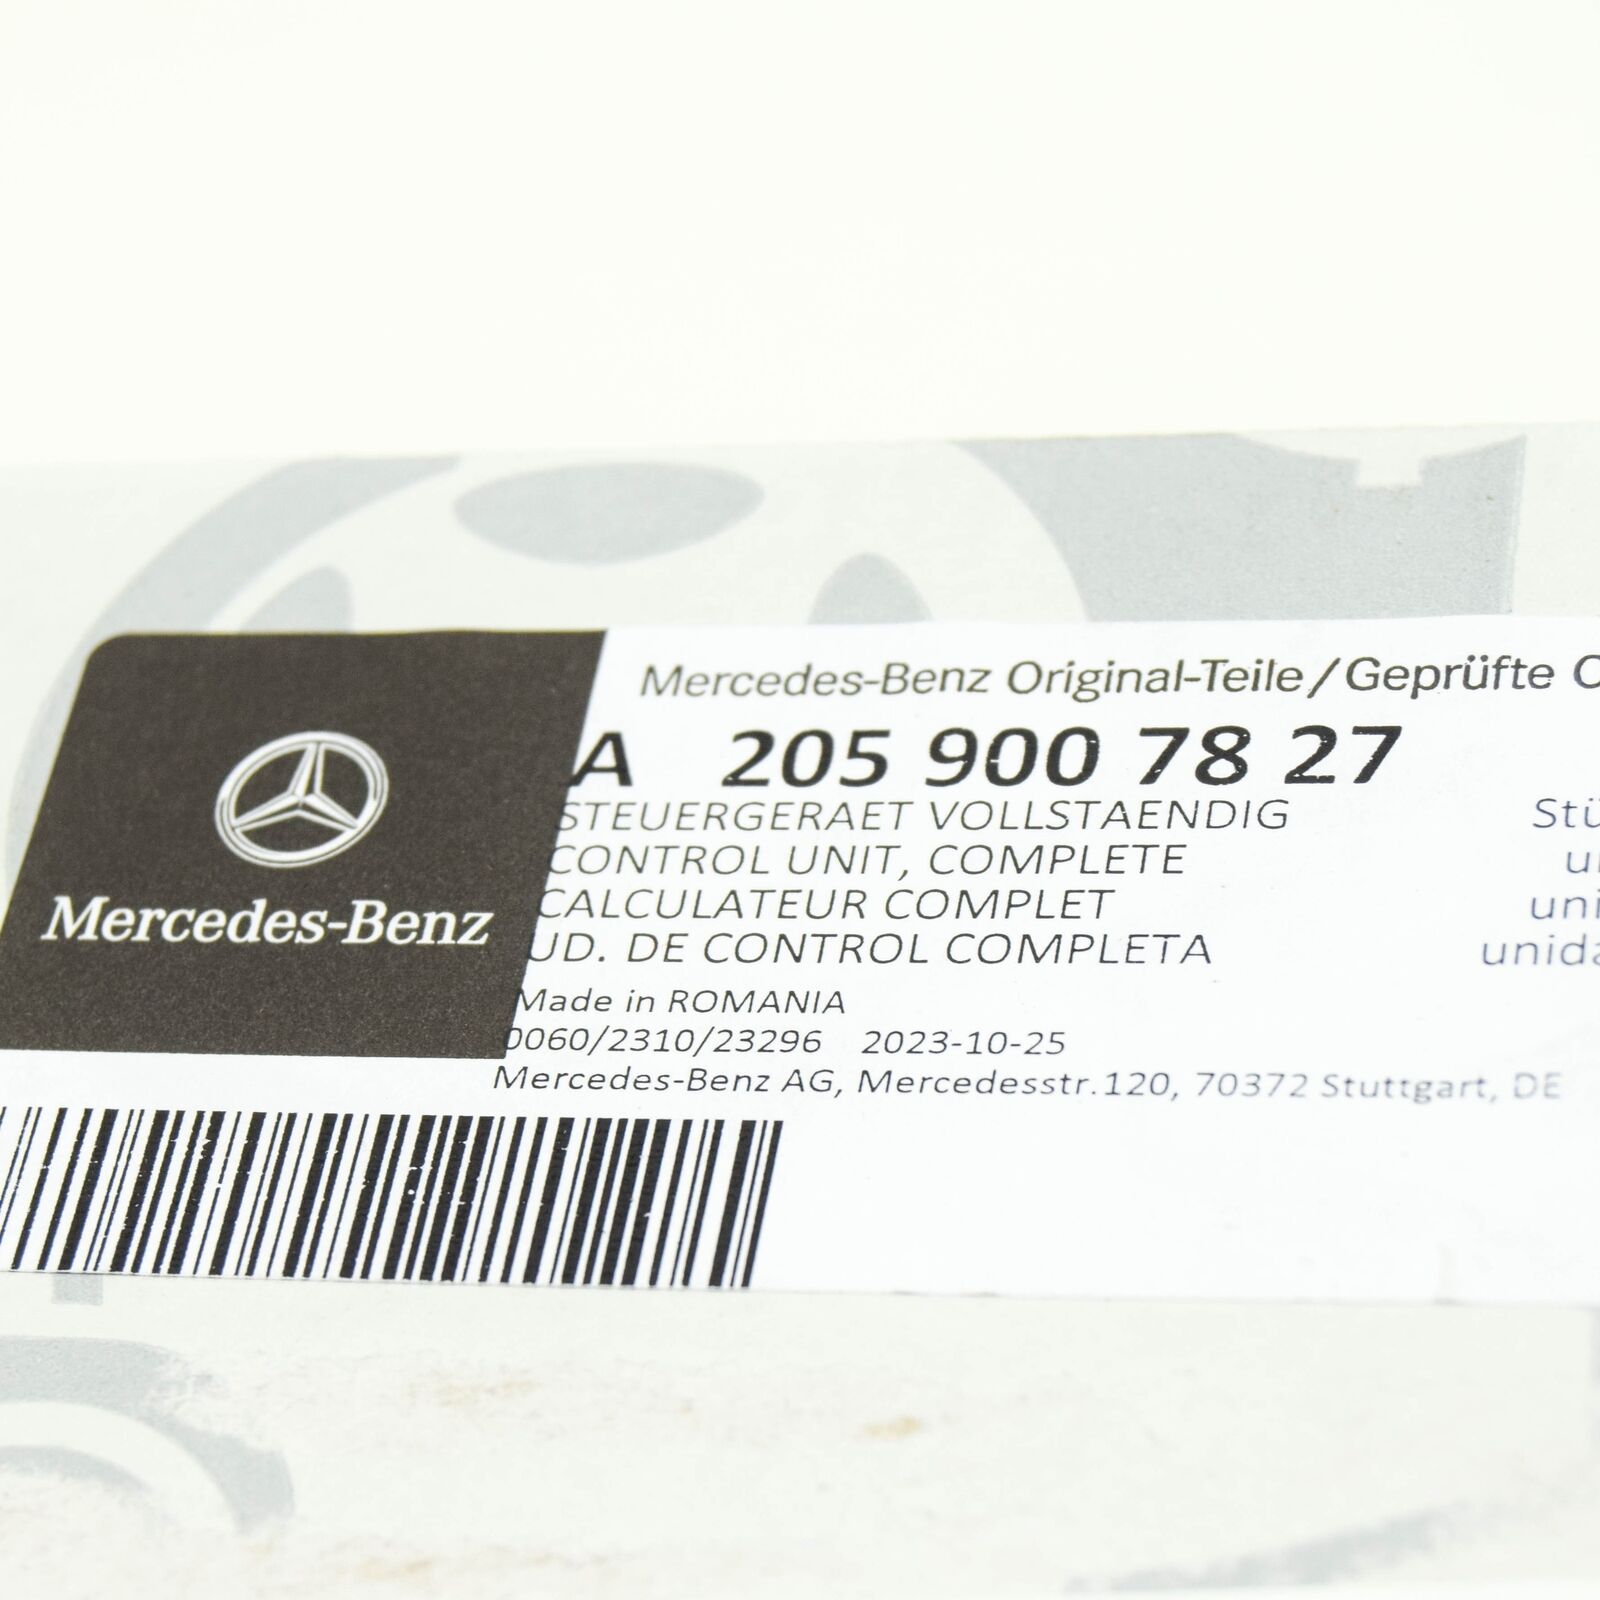 Mercedes-Benz Original-Teile/Geprüfte
A 205 900 78 27
STEUERGERAET VOLLSTAENDIG
CONTROL UNIT, COMPLETE
CALCULATEUR COMPLET
UD. DE CONTROL COMPLETA
Made in ROMANIA
0060/2310/23296 2023-10-25
Mercedes-Benz AG, Mercedesstr.120, 70372 Stuttgart, DE
Mercedes-Benz